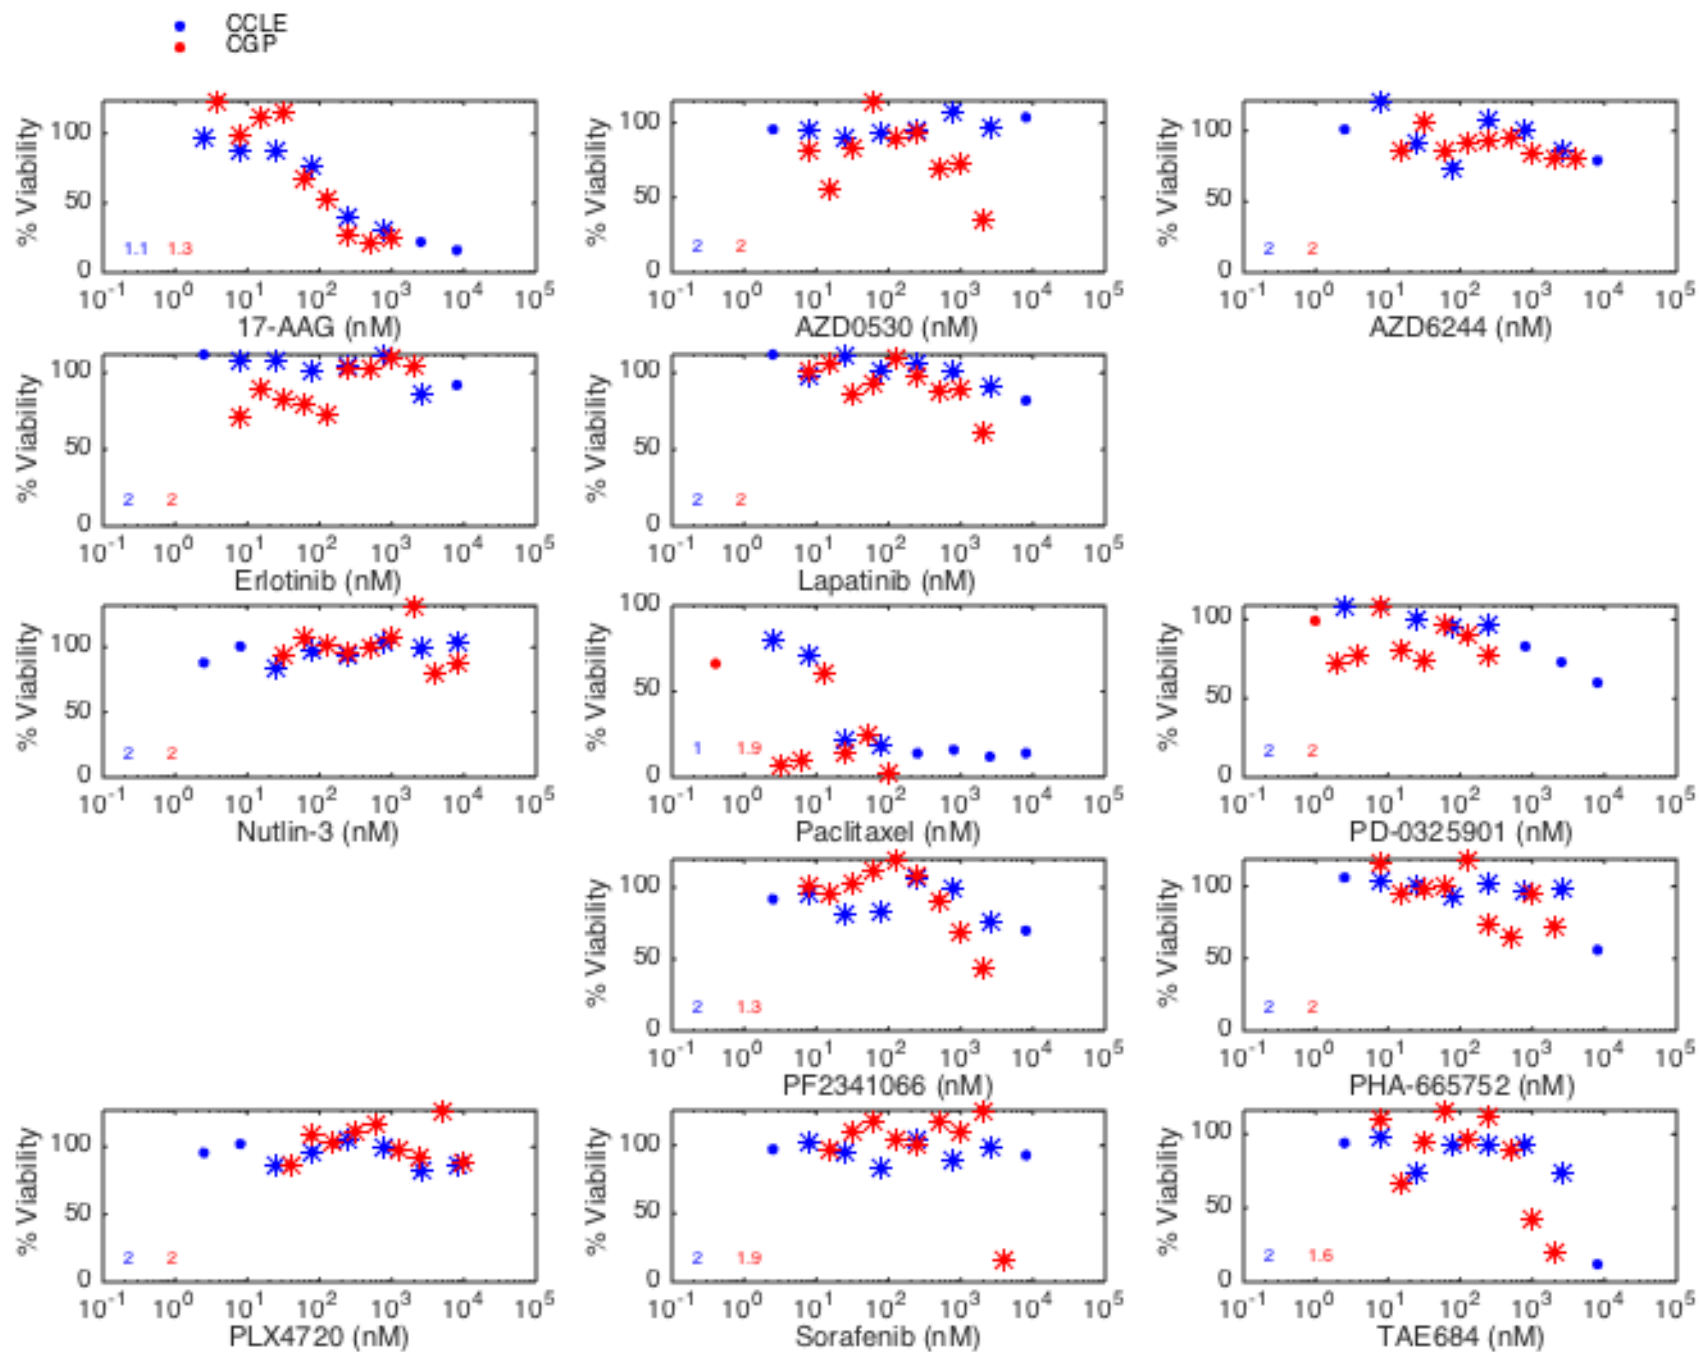 CCLE
CGP
% Viability 100 50 0 1.1 1.3
10^-1 10^0 10^1 10^2 10^3 10^4 10^5
17-AAG (nM)
% Viability 100 50 0 2 2
10^-1 10^0 10^1 10^2 10^3 10^4 10^5
AZD0530 (nM)
% Viability 100 50 0 2 2
10^-1 10^0 10^1 10^2 10^3 10^4 10^5
AZD6244 (nM)
% Viability 100 50 0 2 2
10^-1 10^0 10^1 10^2 10^3 10^4 10^5
Erlotinib (nM)
% Viability 100 50 0 2 2
10^-1 10^0 10^1 10^2 10^3 10^4 10^5
Lapatinib (nM)
% Viability 100 50 0 2 2
10^-1 10^0 10^1 10^2 10^3 10^4 10^5
Nutlin-3 (nM)
% Viability 100 50 0 1 1.9
10^-1 10^0 10^1 10^2 10^3 10^4 10^5
Paclitaxel (nM)
% Viability 100 50 0 2 2
10^-1 10^0 10^1 10^2 10^3 10^4 10^5
PD-0325901 (nM)
% Viability 100 50 0 2 1.3
10^-1 10^0 10^1 10^2 10^3 10^4 10^5
PF2341066 (nM)
% Viability 100 50 0 2 2
10^-1 10^0 10^1 10^2 10^3 10^4 10^5
PHA-665752 (nM)
% Viability 100 50 0 2 2
10^-1 10^0 10^1 10^2 10^3 10^4 10^5
PLX4720 (nM)
% Viability 100 50 0 2 1.9
10^-1 10^0 10^1 10^2 10^3 10^4 10^5
Sorafenib (nM)
% Viability 100 50 0 2 1.6
10^-1 10^0 10^1 10^2 10^3 10^4 10^5
TAE684 (nM)